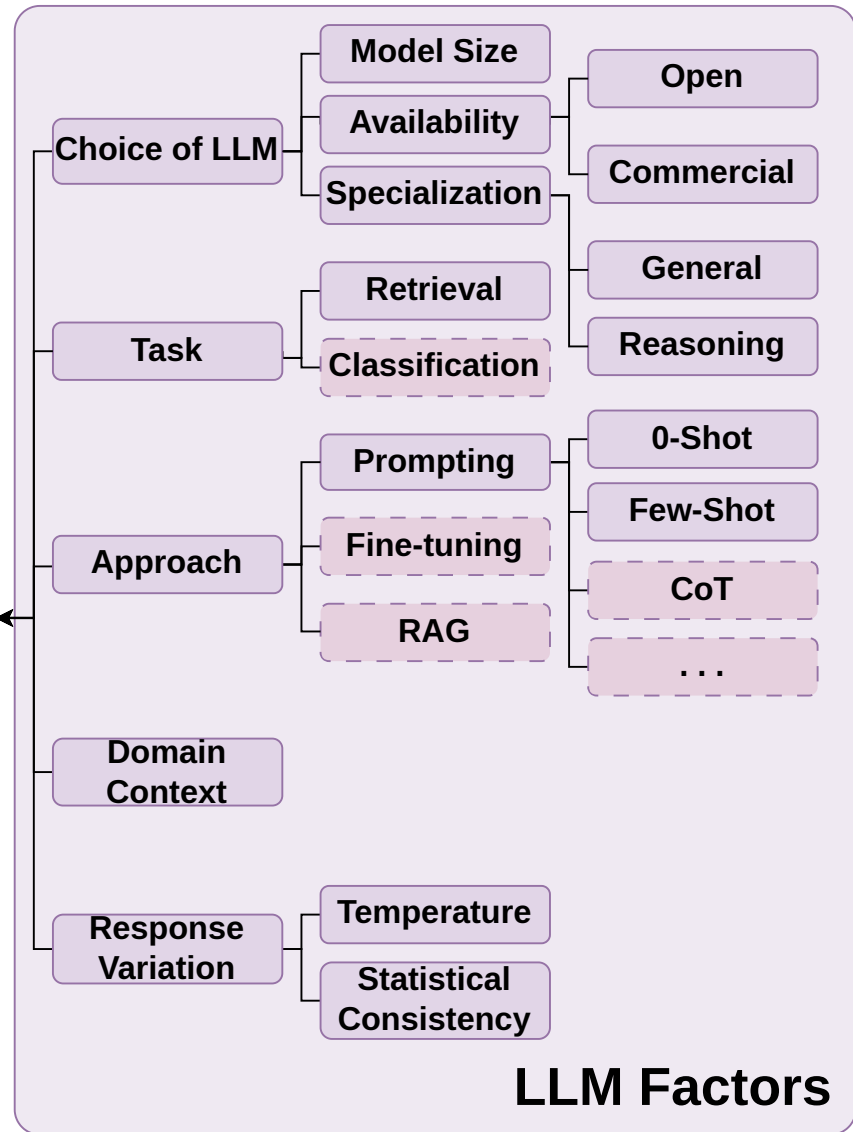 Choice of LLM
Model Size
Availability
Open
Commercial
Specialization
General
Reasoning
Task
Retrieval
Classification
Approach
Prompting
0-Shot
Few-Shot
CoT
. . .
Fine-tuning
RAG
Domain
Context
Response
Variation
Temperature
Statistical
Consistency
LLM Factors